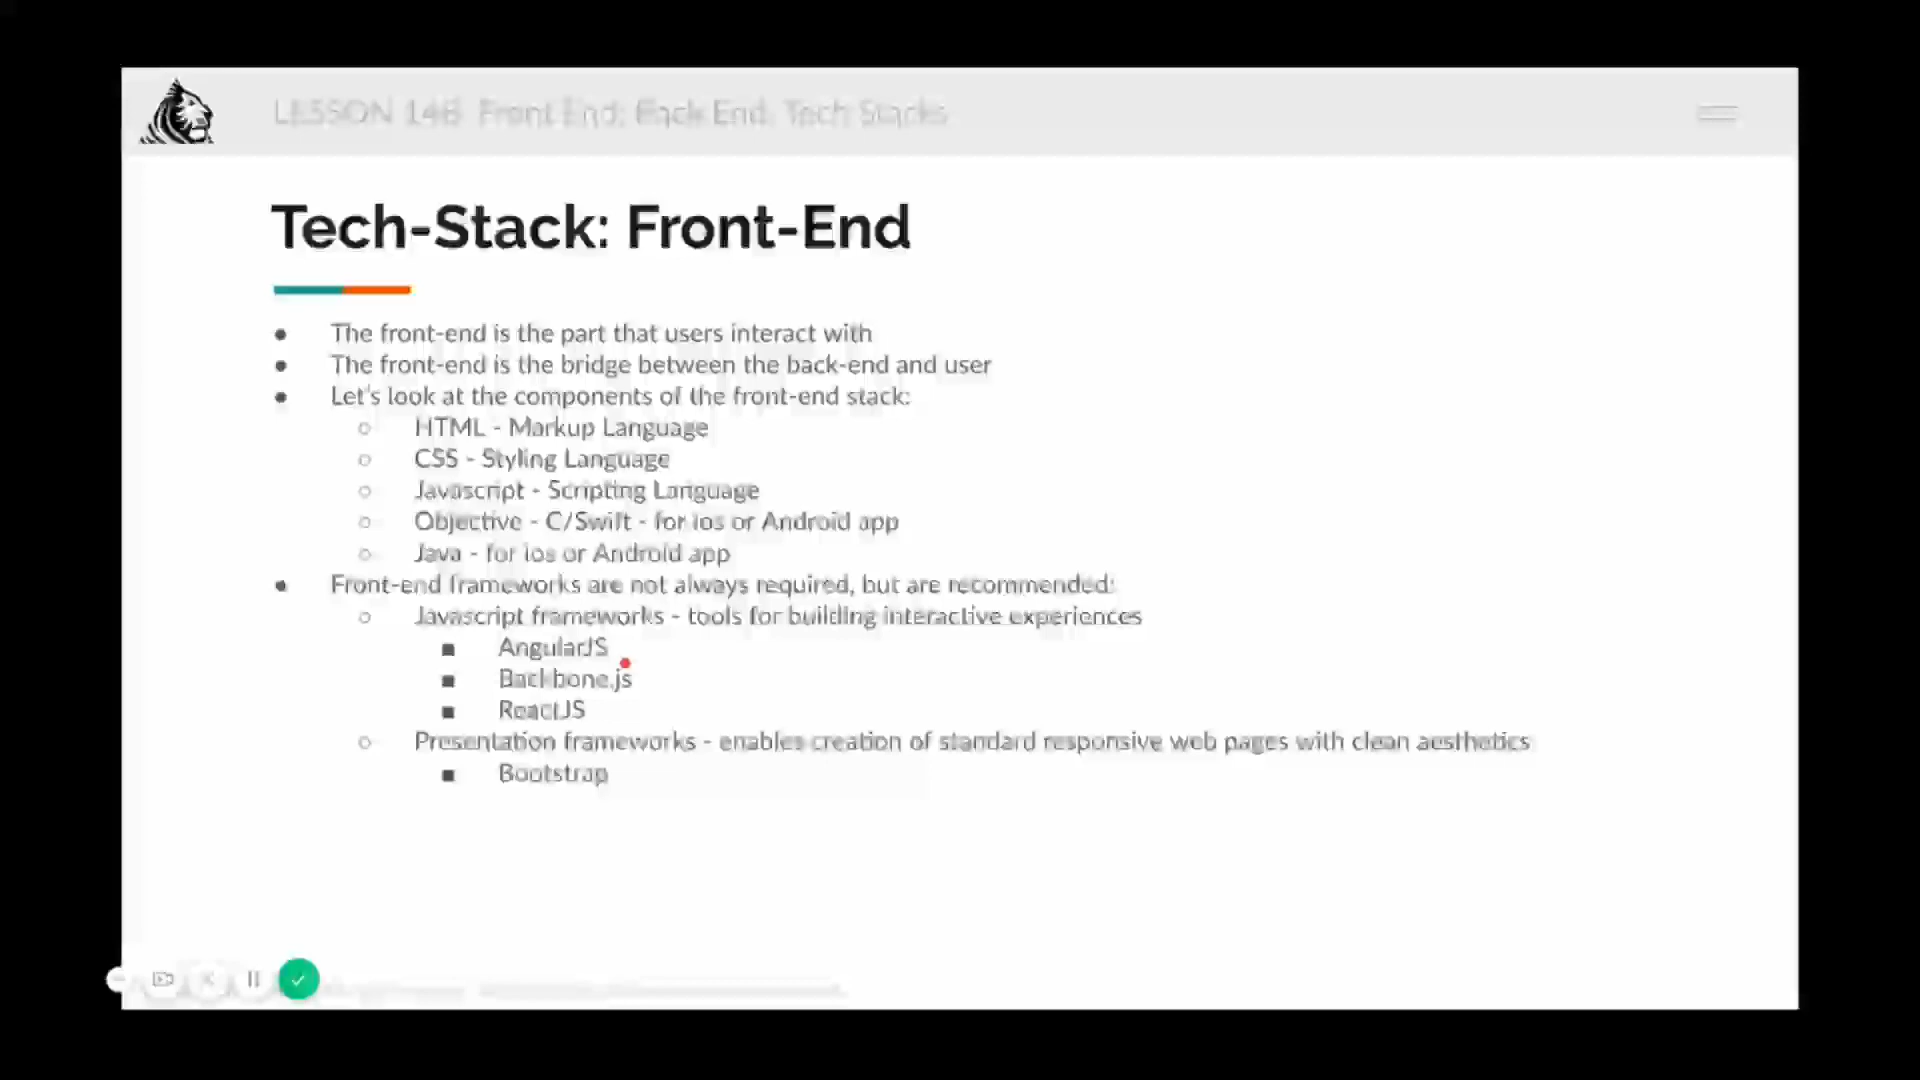 LESSON 146 Front End; Back End; Tech Stacks
Tech-Stack: Front-End
● The front-end is the part that users interact with
● The front-end is the bridge between the back-end and user
● Let's look at the components of the front-end stack:
○ HTML - Markup Language
○ CSS - Styling Language
○ Javascript - Scripting Language
○ Objective - C/Swift - for ios or Android app
○ Java - for ios or Android app
● Front-end frameworks are not always required, but are recommended:
○ Javascript frameworks - tools for building interactive experiences
■ AngularJS
■ Backbone.js
■ ReactJS
○ Presentation frameworks - enables creation of standard responsive web pages with clean aesthetics
■ Bootstrap